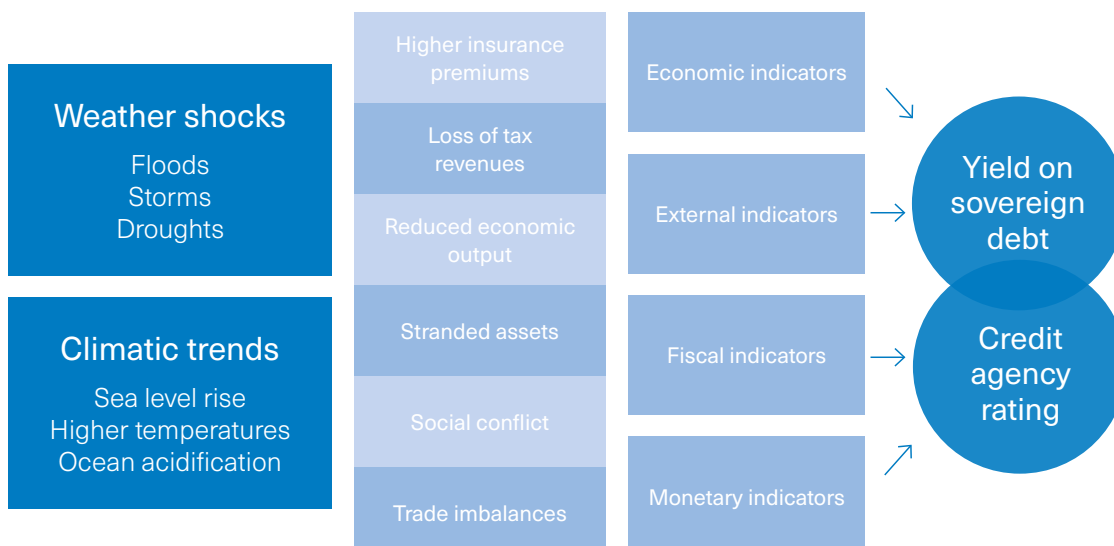 Weather shocks
Floods
Storms
Droughts
Climatic trends
Sea level rise
Higher temperatures
Ocean acidification
Higher insurance
premiums
Loss of tax
revenues
Reduced economic
output
Stranded assets
Social conflict
Trade imbalances
Economic indicators
External indicators
Fiscal indicators
Monetary indicators
Yield on
sovereign
debt
Credit
agency
rating